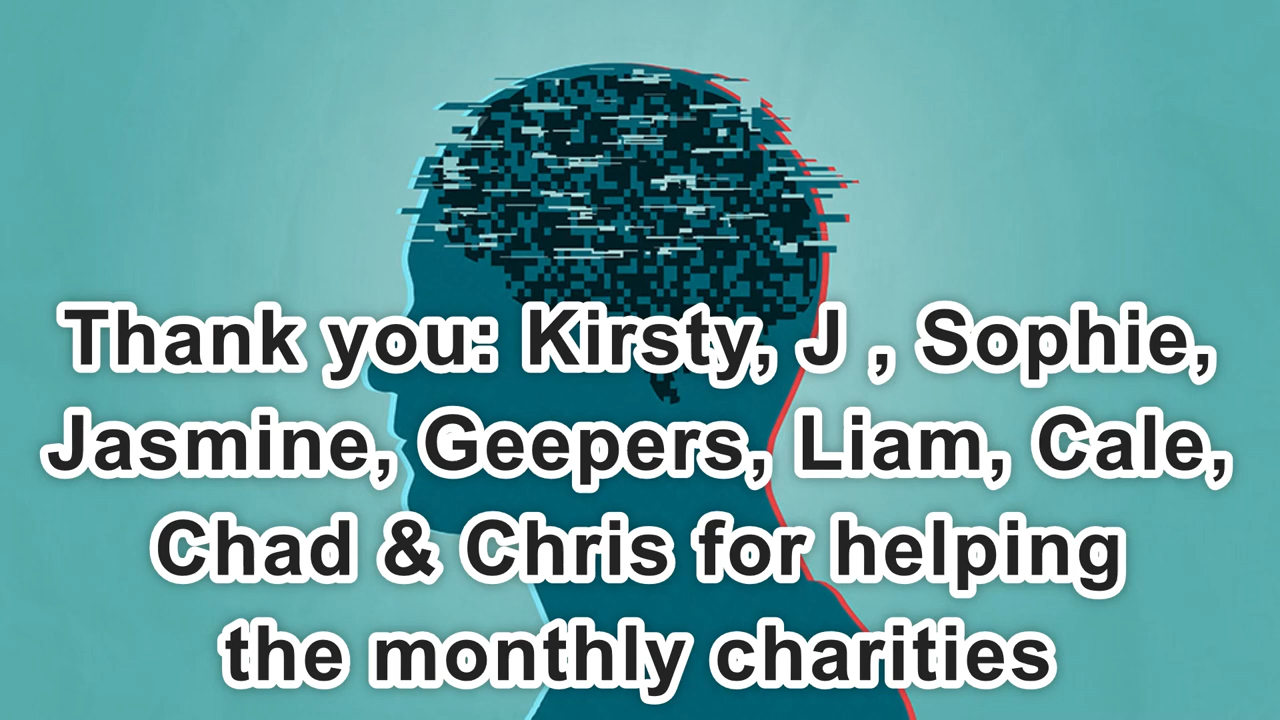 Thank you: Kirsty, J , Sophie,
Jasmine, Geepers, Liam, Cale,
Chad & Chris for helping
the monthly charities